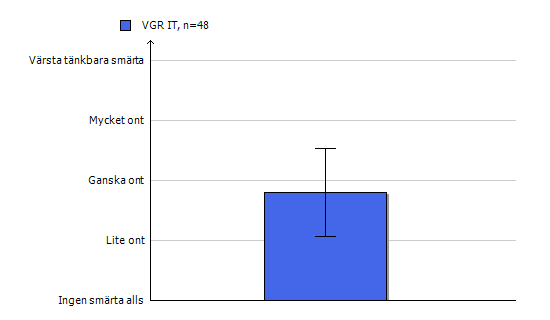 VGR IT, n=48
Värsta tänkbara smärta
Mycket ont
Ganska ont
Lite ont
Ingen smärta alls